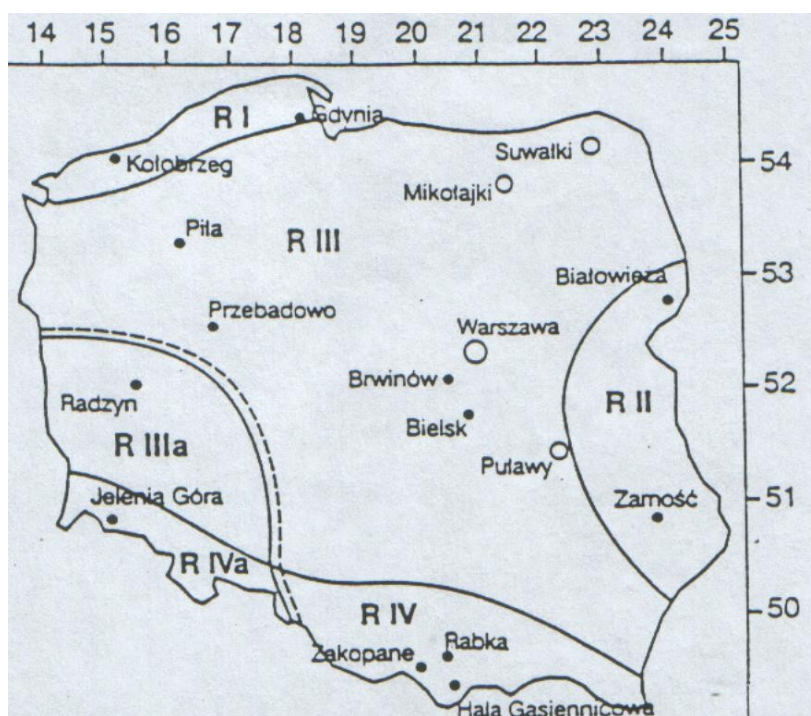 14 15 16 17 18 19 20 21 22 23 24 25
R I
Gdynia
Kołobrzeg
Suwałki
54
Mikołajki
Piła
R III
Białowieża
53
Przebadowo
Warszawa
Brwinów
52
Radzyn
R II
Bielsk
R IIIa
Puławy
Jelenia Góra
Zamość
51
R IVa
R IV
50
Rabka
Zakopane
Hala Gąsiennicowa